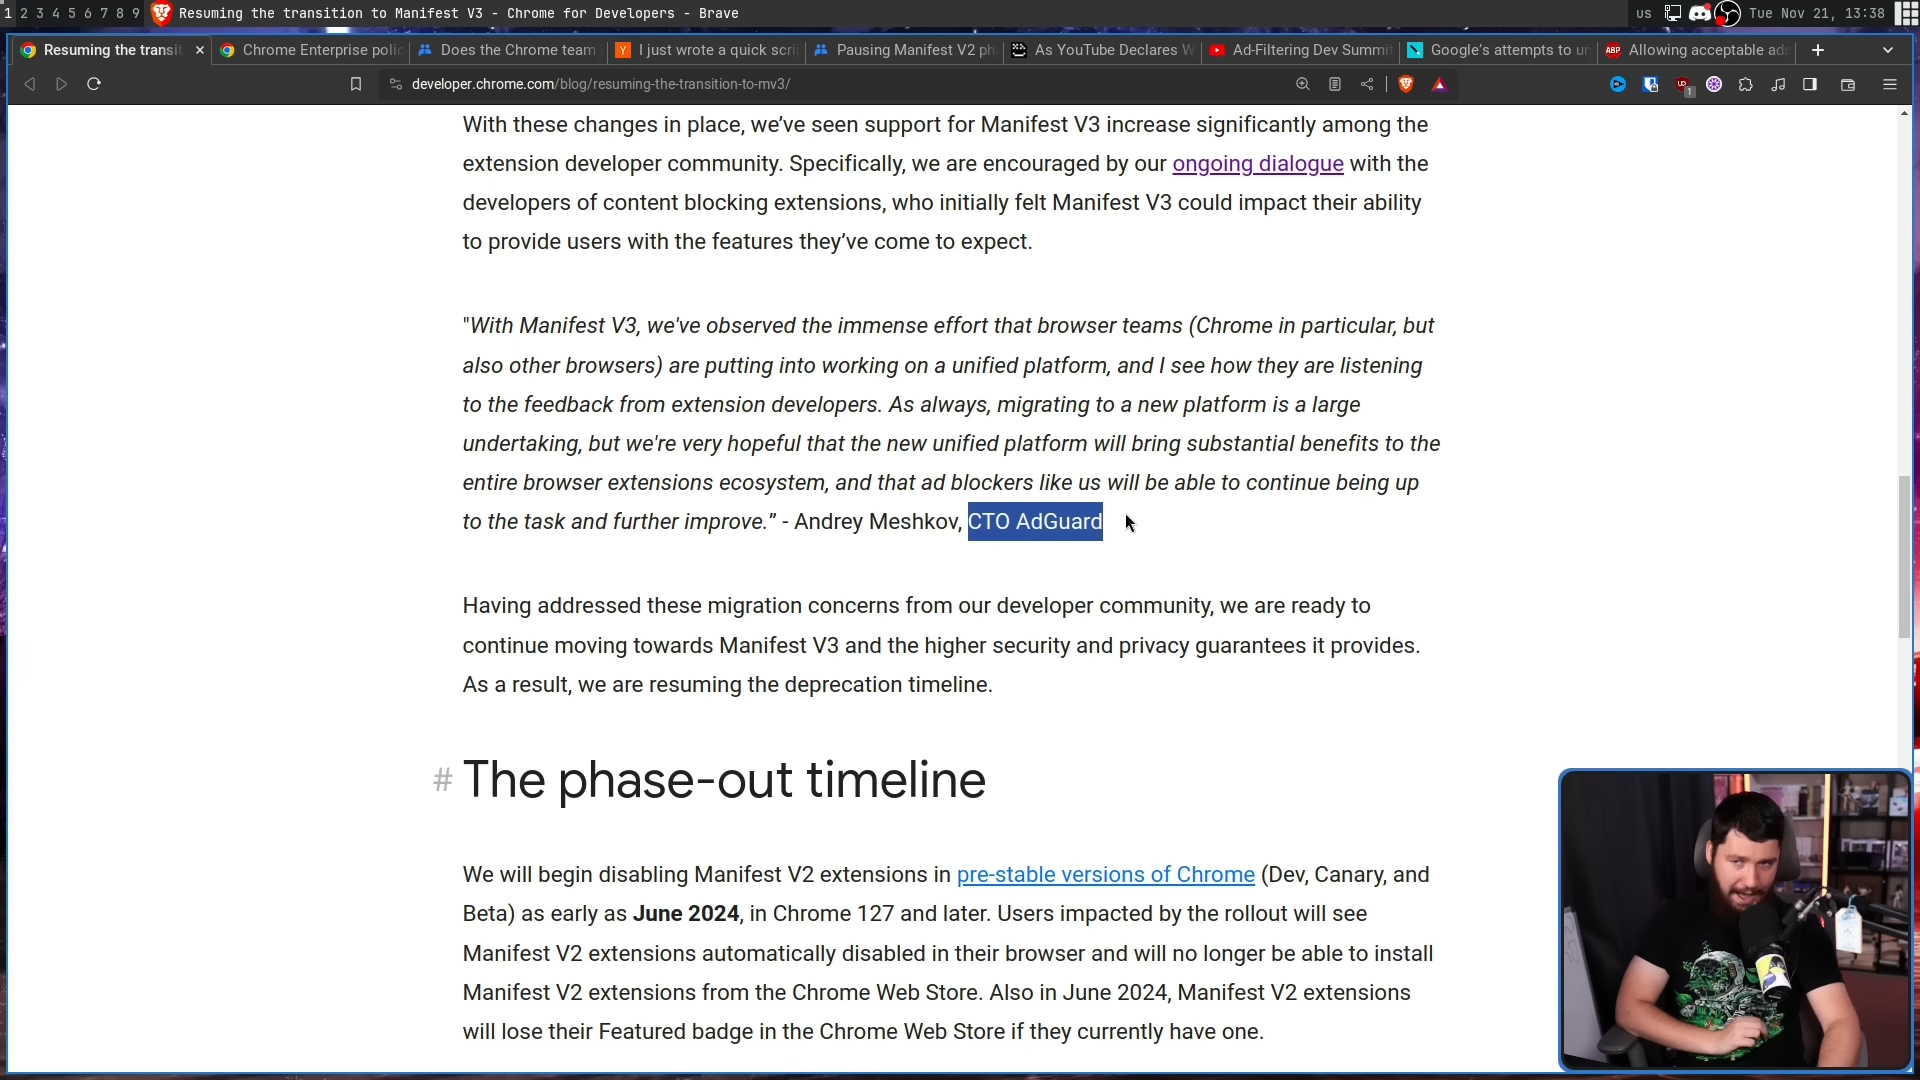 1 2 3 4 5 6 7 8 9 Resuming the transition to Manifest V3 - Chrome for Developers - Brave us Tue Nov 21, 13:38
Resuming the transi Chrome Enterprise polic Does the Chrome team I just wrote a quick scri Pausing Manifest V2 ph As YouTube Declares W Ad-Filtering Dev Summit Google's attempts to un ABP Allowing acceptable ads
developer.chrome.com/blog/resuming-the-transition-to-mv3/ 1
With these changes in place, we’ve seen support for Manifest V3 increase significantly among the
extension developer community. Specifically, we are encouraged by our ongoing dialogue with the
developers of content blocking extensions, who initially felt Manifest V3 could impact their ability
to provide users with the features they’ve come to expect.
"With Manifest V3, we've observed the immense effort that browser teams (Chrome in particular, but
also other browsers) are putting into working on a unified platform, and I see how they are listening
to the feedback from extension developers. As always, migrating to a new platform is a large
undertaking, but we're very hopeful that the new unified platform will bring substantial benefits to the
entire browser extensions ecosystem, and that ad blockers like us will be able to continue being up
to the task and further improve.” - Andrey Meshkov, CTO AdGuard
Having addressed these migration concerns from our developer community, we are ready to
continue moving towards Manifest V3 and the higher security and privacy guarantees it provides.
As a result, we are resuming the deprecation timeline.
# The phase-out timeline
We will begin disabling Manifest V2 extensions in pre-stable versions of Chrome (Dev, Canary, and
Beta) as early as June 2024, in Chrome 127 and later. Users impacted by the rollout will see
Manifest V2 extensions automatically disabled in their browser and will no longer be able to install
Manifest V2 extensions from the Chrome Web Store. Also in June 2024, Manifest V2 extensions
will lose their Featured badge in the Chrome Web Store if they currently have one.